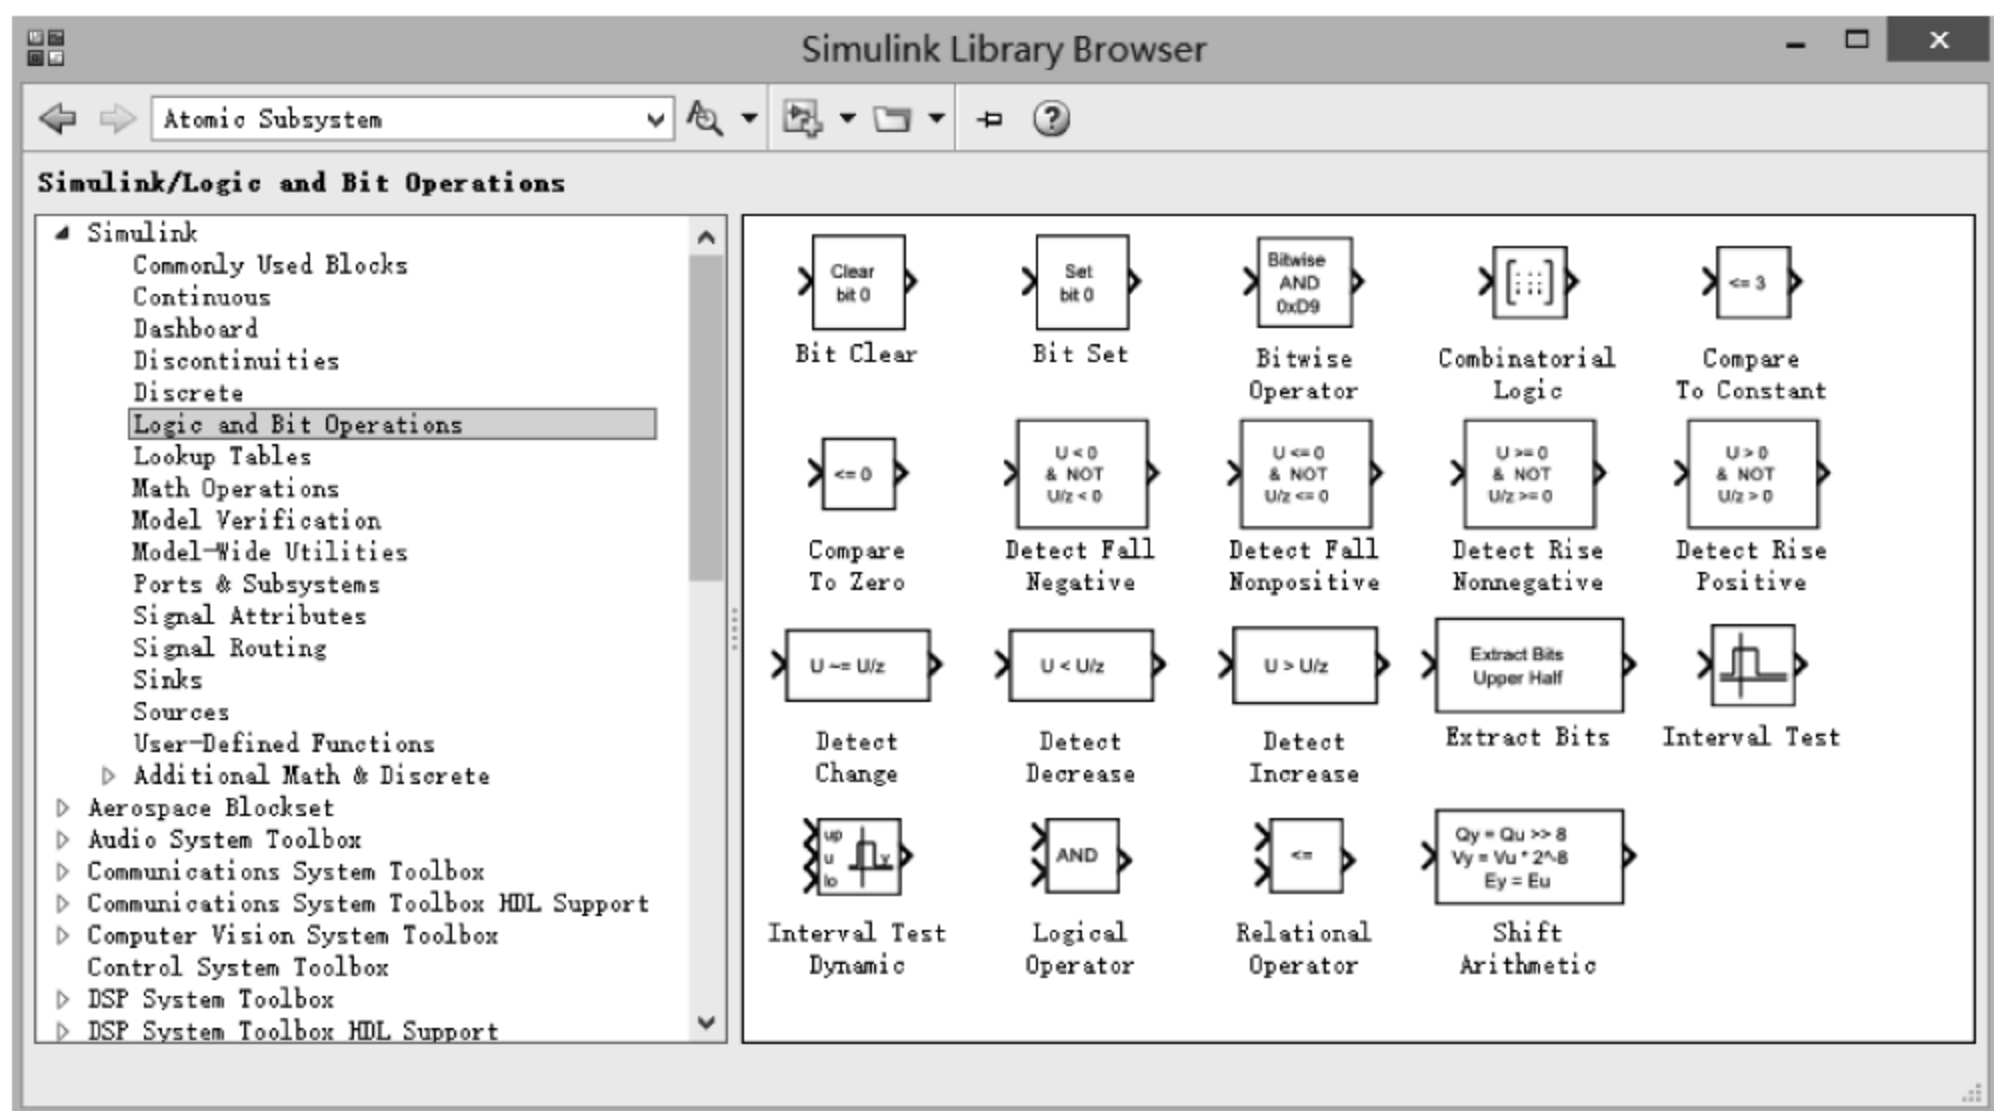 Simulink Library Browser
Atomic Subsystem
Simulink/Logic and Bit Operations
Simulink
Commonly Used Blocks
Continuous
Dashboard
Discontinuities
Discrete
Logic and Bit Operations
Lookup Tables
Math Operations
Model Verification
Model-Wide Utilities
Ports & Subsystems
Signal Attributes
Signal Routing
Sinks
Sources
User-Defined Functions
Additional Math & Discrete
Aerospace Blockset
Audio System Toolbox
Communications System Toolbox
Communications System Toolbox HDL Support
Computer Vision System Toolbox
Control System Toolbox
DSP System Toolbox
DSP System Toolbox HDL Support
Clear
bit 0
Bit Clear
Set
bit 0
Bit Set
Bitwise
AND
0xD9
Bitwise
Operator
Combinatorial
Logic
<= 3
Compare
To Constant
<= 0
Compare
To Zero
U < 0
& NOT
U/z < 0
Detect Fall
Negative
U <= 0
& NOT
U/z <= 0
Detect Fall
Nonpositive
U >= 0
& NOT
U/z >= 0
Detect Rise
Nonnegative
U > 0
& NOT
U/z > 0
Detect Rise
Positive
U ~= U/z
Detect
Change
U < U/z
Detect
Decrease
U > U/z
Detect
Increase
Extract Bits
Upper Half
Extract Bits
Interval Test
up
u
lo
y
Interval Test
Dynamic
AND
Logical
Operator
<=
Relational
Operator
Qy = Qu >> 8
Vy = Vu * 2^-8
Ey = Eu
Shift
Arithmetic